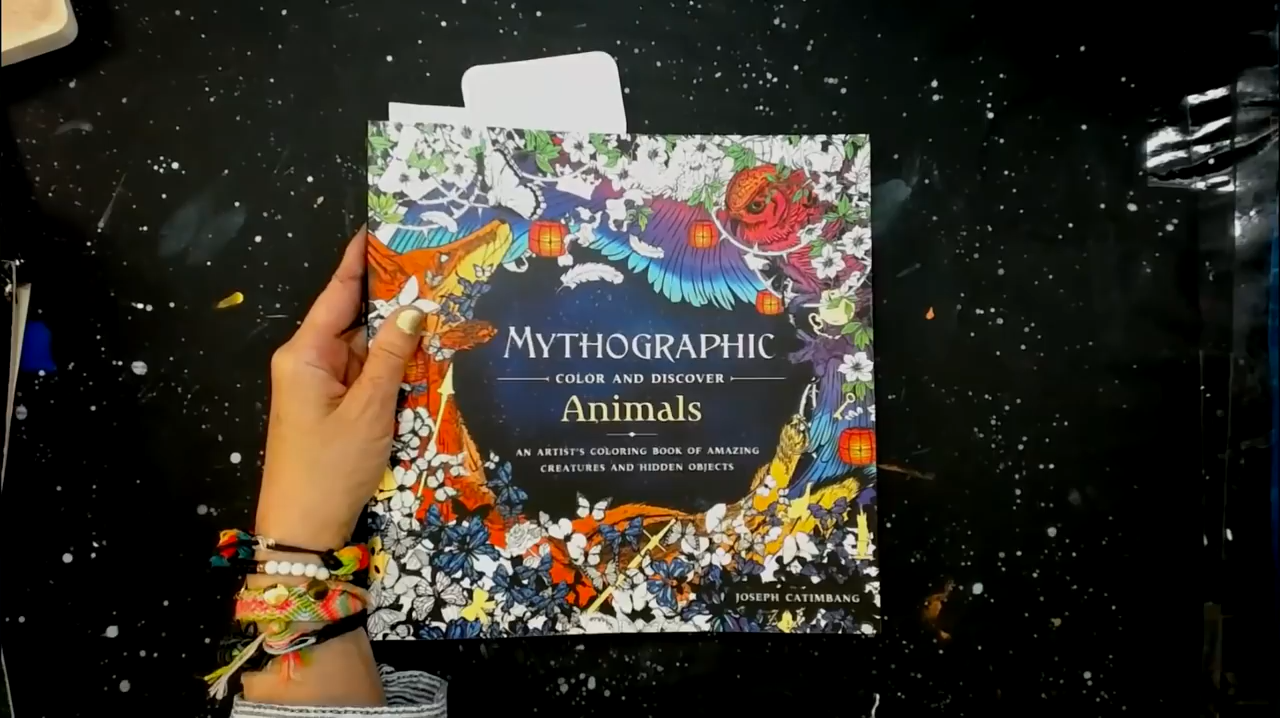 MYTHOGRAPHIC
COLOR AND DISCOVER
Animals
AN ARTIST'S COLORING BOOK OF AMAZING
CREATURES AND HIDDEN OBJECTS
JOSEPH CATIMBANG